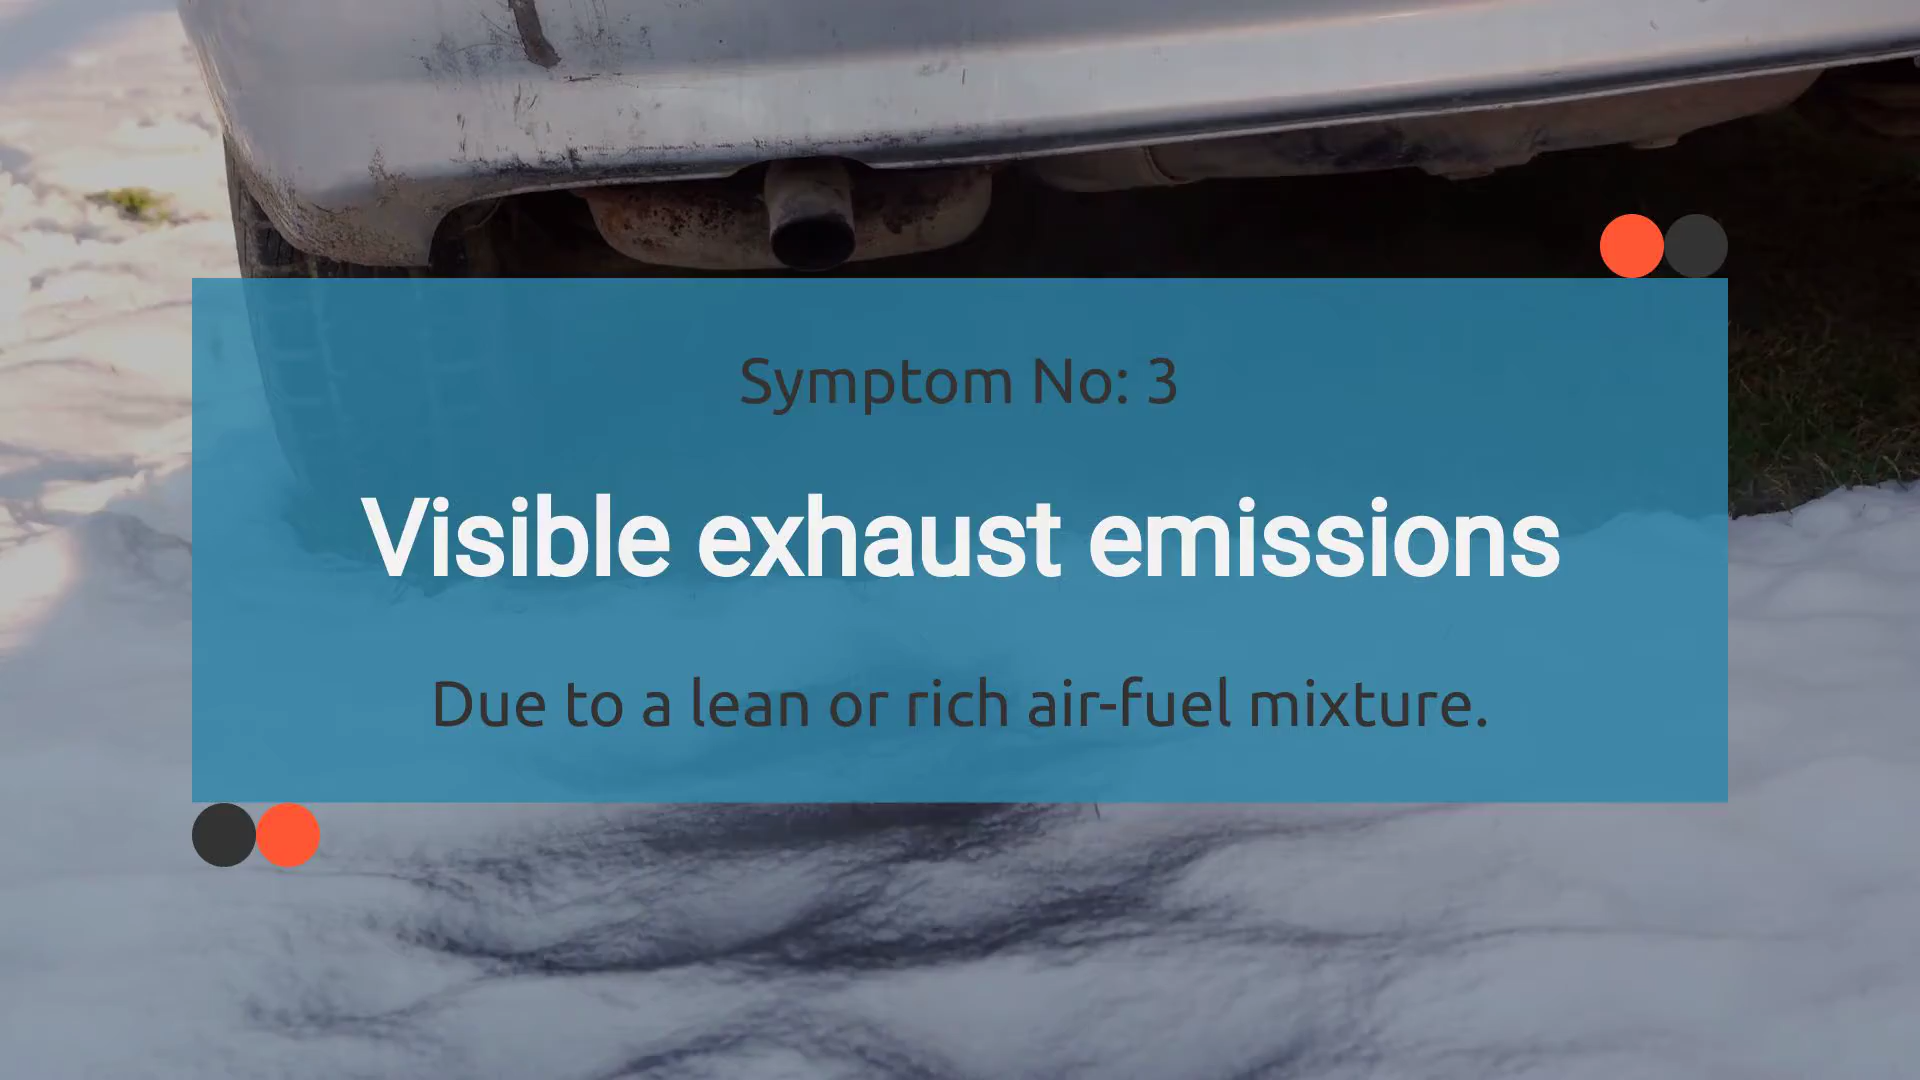 Symptom No: 3
Visible exhaust emissions
Due to a lean or rich air-fuel mixture.